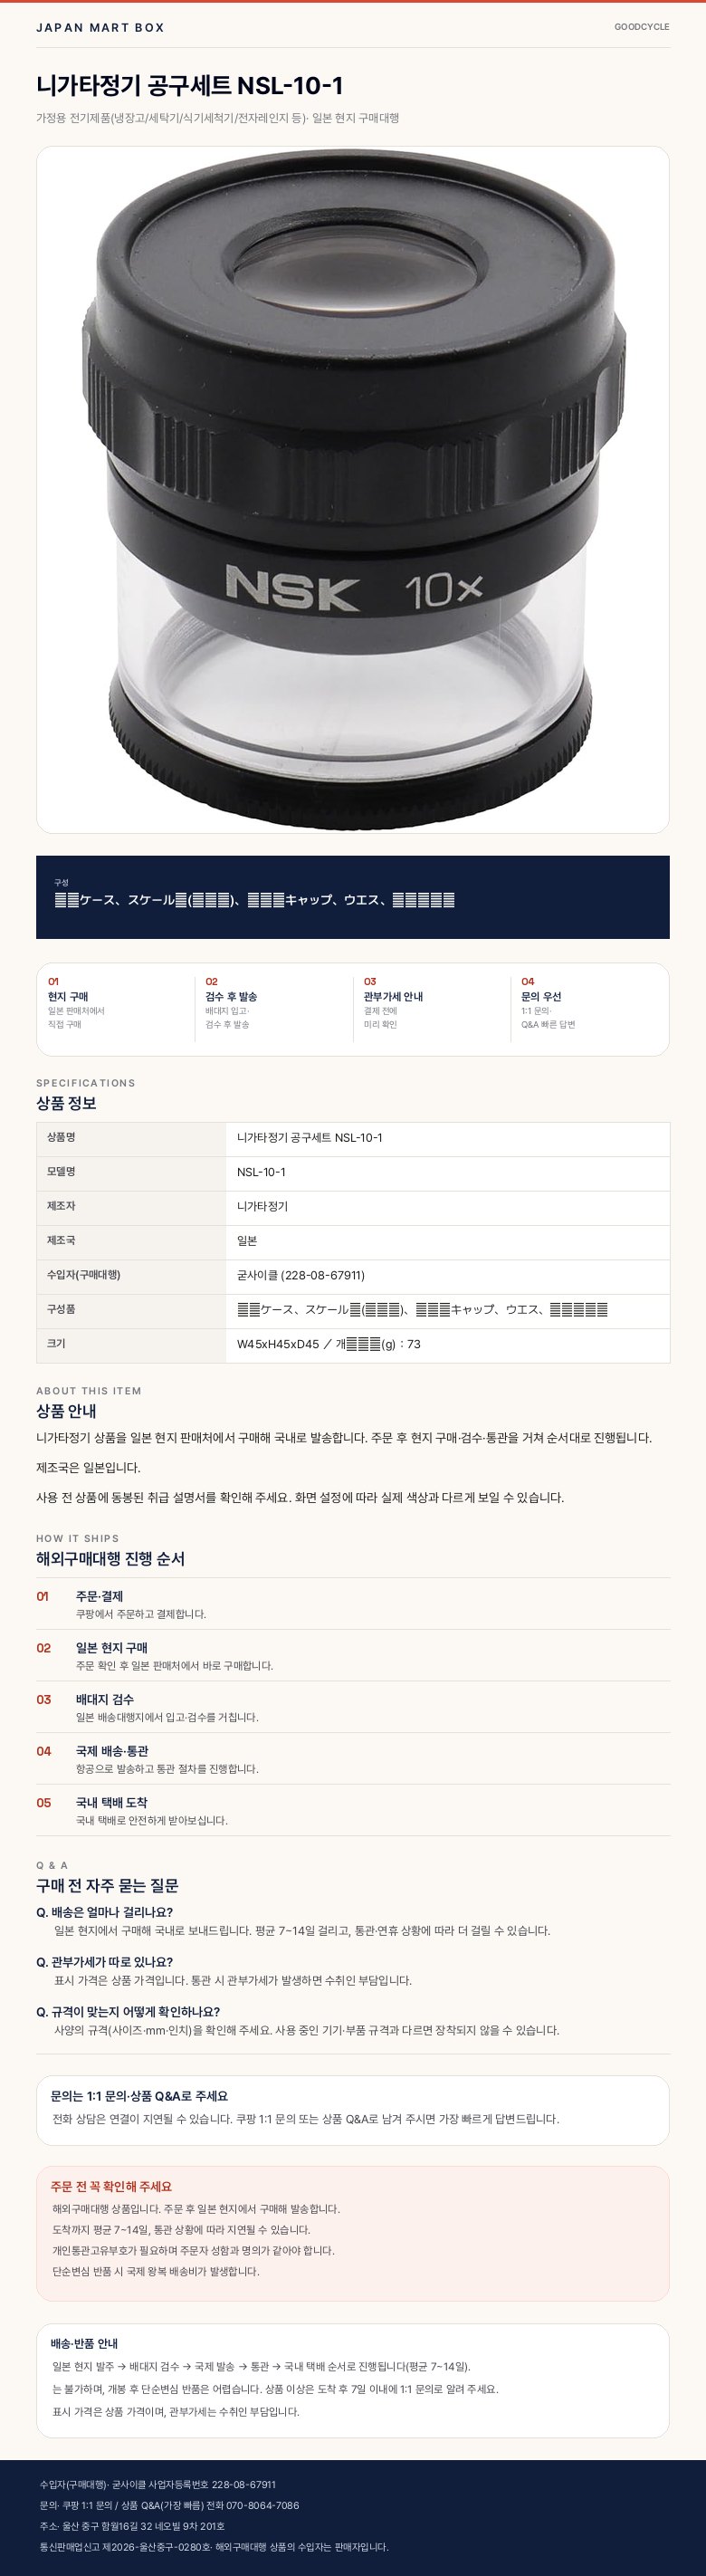 JAPAN MART BOX
GOODCYCLE
니가타정기 공구세트 NSL-10-1
가정용 전기제품(냉장고/세탁기/식기세척기/전자레인지 등)· 일본 현지 구매대행
NSK 10x
구성
ケース、スケール( )、キャップ、ウエス、
01
현지 구매
일본 판매처에서
직접 구매
02
검수 후 발송
배대지 입고·
검수 후 발송
03
관부가세 안내
결제 전에
미리 확인
04
문의 우선
1:1 문의·
Q&A 빠른 답변
SPECIFICATIONS
상품 정보
상품명 니가타정기 공구세트 NSL-10-1
모델명 NSL-10-1
제조자 니가타정기
제조국 일본
수입자(구매대행) 굳사이클 (228-08-67911)
구성품 ケース、スケール( )、キャップ、ウエス、
크기 W45xH45xD45 ／ 개(g) : 73
ABOUT THIS ITEM
상품 안내
니가타정기 상품을 일본 현지 판매처에서 구매해 국내로 발송합니다. 주문 후 현지 구매·검수·통관을 거쳐 순서대로 진행됩니다.
제조국은 일본입니다.
사용 전 상품에 동봉된 취급 설명서를 확인해 주세요. 화면 설정에 따라 실제 색상과 다르게 보일 수 있습니다.
HOW IT SHIPS
해외구매대행 진행 순서
01 주문·결제
쿠팡에서 주문하고 결제합니다.
02 일본 현지 구매
주문 확인 후 일본 판매처에서 바로 구매합니다.
03 배대지 검수
일본 배송대행지에서 입고·검수를 거칩니다.
04 국제 배송·통관
항공으로 발송하고 통관 절차를 진행합니다.
05 국내 택배 도착
국내 택배로 안전하게 받아보십니다.
Q & A
구매 전 자주 묻는 질문
Q. 배송은 얼마나 걸리나요?
일본 현지에서 구매해 국내로 보내드립니다. 평균 7~14일 걸리고, 통관·연휴 상황에 따라 더 걸릴 수 있습니다.
Q. 관부가세가 따로 있나요?
표시 가격은 상품 가격입니다. 통관 시 관부가세가 발생하면 수취인 부담입니다.
Q. 규격이 맞는지 어떻게 확인하나요?
사양의 규격(사이즈·mm·인치)을 확인해 주세요. 사용 중인 기기·부품 규격과 다르면 장착되지 않을 수 있습니다.
문의는 1:1 문의·상품 Q&A로 주세요
전화 상담은 연결이 지연될 수 있습니다. 쿠팡 1:1 문의 또는 상품 Q&A로 남겨 주시면 가장 빠르게 답변드립니다.
주문 전 꼭 확인해 주세요
해외구매대행 상품입니다. 주문 후 일본 현지에서 구매해 발송합니다.
도착까지 평균 7~14일, 통관 상황에 따라 지연될 수 있습니다.
개인통관고유부호가 필요하며 주문자 성함과 명의가 같아야 합니다.
단순변심 반품 시 국제 왕복 배송비가 발생합니다.
배송·반품 안내
일본 현지 발주 → 배대지 검수 → 국제 발송 → 통관 → 국내 택배 순서로 진행됩니다(평균 7~14일).
는 불가하며, 개봉 후 단순변심 반품은 어렵습니다. 상품 이상은 도착 후 7일 이내에 1:1 문의로 알려 주세요.
표시 가격은 상품 가격이며, 관부가세는 수취인 부담입니다.
수입자(구매대행)· 굳사이클 사업자등록번호 228-08-67911
문의· 쿠팡 1:1 문의 / 상품 Q&A(가장 빠름) 전화 070-8064-7086
주소· 울산 중구 함월16길 32 네오빌 9차 201호
통신판매업신고 제2026-울산중구-0280호· 해외구매대행 상품의 수입자는 판매자입니다.